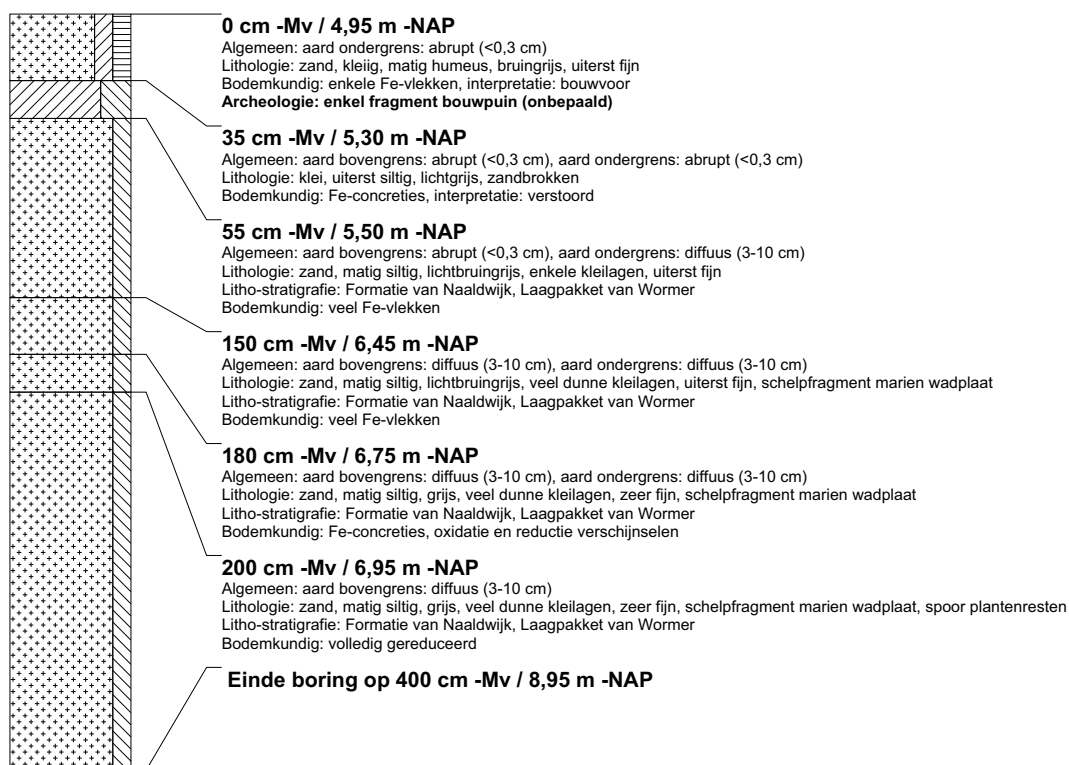 0 cm -Mv / 4,95 m -NAP
Algemeen: aard ondergrens: abrupt (<0,3 cm)
Lithologie: zand, kleiig, matig humeus, bruingrijs, uiterst fijn
Bodemkundig: enkele Fe-vlekken, interpretatie: bouwvoor
Archeologie: enkel fragment bouwpuin (onbepaald)
35 cm -Mv / 5,30 m -NAP
Algemeen: aard bovengrens: abrupt (<0,3 cm), aard ondergrens: abrupt (<0,3 cm)
Lithologie: klei, uiterst siltig, lichtgrijs, zandbrokken
Bodemkundig: Fe-concreties, interpretatie: verstoord
55 cm -Mv / 5,50 m -NAP
Algemeen: aard bovengrens: abrupt (<0,3 cm), aard ondergrens: diffuus (3-10 cm)
Lithologie: zand, matig siltig, lichtbruingrijs, enkele kleilagen, uiterst fijn
Litho-stratigrafie: Formatie van Naaldwijk, Laagpakket van Wormer
Bodemkundig: veel Fe-vlekken
150 cm -Mv / 6,45 m -NAP
Algemeen: aard bovengrens: diffuus (3-10 cm), aard ondergrens: diffuus (3-10 cm)
Lithologie: zand, matig siltig, lichtbruingrijs, veel dunne kleilagen, uiterst fijn, schelpfragment marien wadplaat
Litho-stratigrafie: Formatie van Naaldwijk, Laagpakket van Wormer
Bodemkundig: veel Fe-vlekken
180 cm -Mv / 6,75 m -NAP
Algemeen: aard bovengrens: diffuus (3-10 cm), aard ondergrens: diffuus (3-10 cm)
Lithologie: zand, matig siltig, grijs, veel dunne kleilagen, zeer fijn, schelpfragment marien wadplaat
Litho-stratigrafie: Formatie van Naaldwijk, Laagpakket van Wormer
Bodemkundig: Fe-concreties, oxidatie en reductie verschijnselen
200 cm -Mv / 6,95 m -NAP
Algemeen: aard bovengrens: diffuus (3-10 cm)
Lithologie: zand, matig siltig, grijs, veel dunne kleilagen, zeer fijn, schelpfragment marien wadplaat, spoor plantenresten
Litho-stratigrafie: Formatie van Naaldwijk, Laagpakket van Wormer
Bodemkundig: volledig gereduceerd
Einde boring op 400 cm -Mv / 8,95 m -NAP